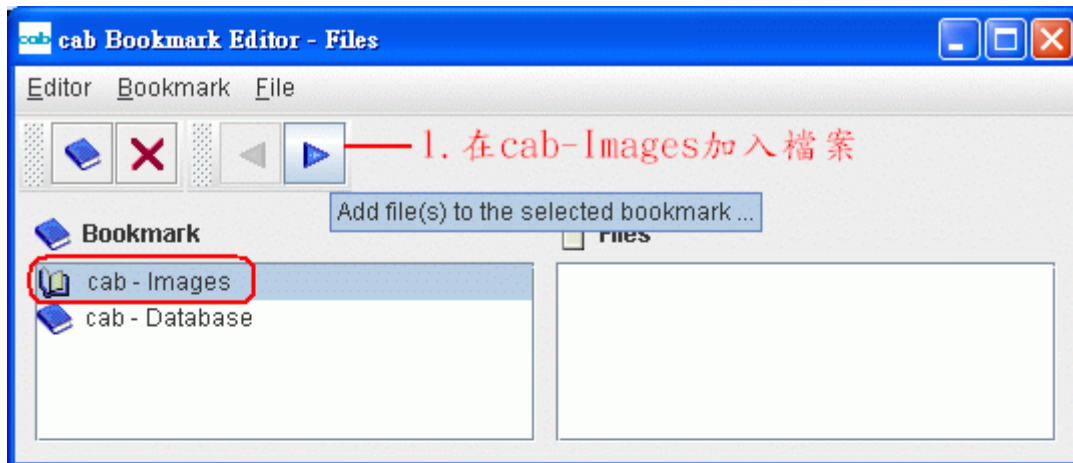 cab cab Bookmark Editor - Files
Editor Bookmark File
1. 在cab-Images加入檔案
Add file(s) to the selected bookmark ...
Bookmark Files
cab - Images
cab - Database